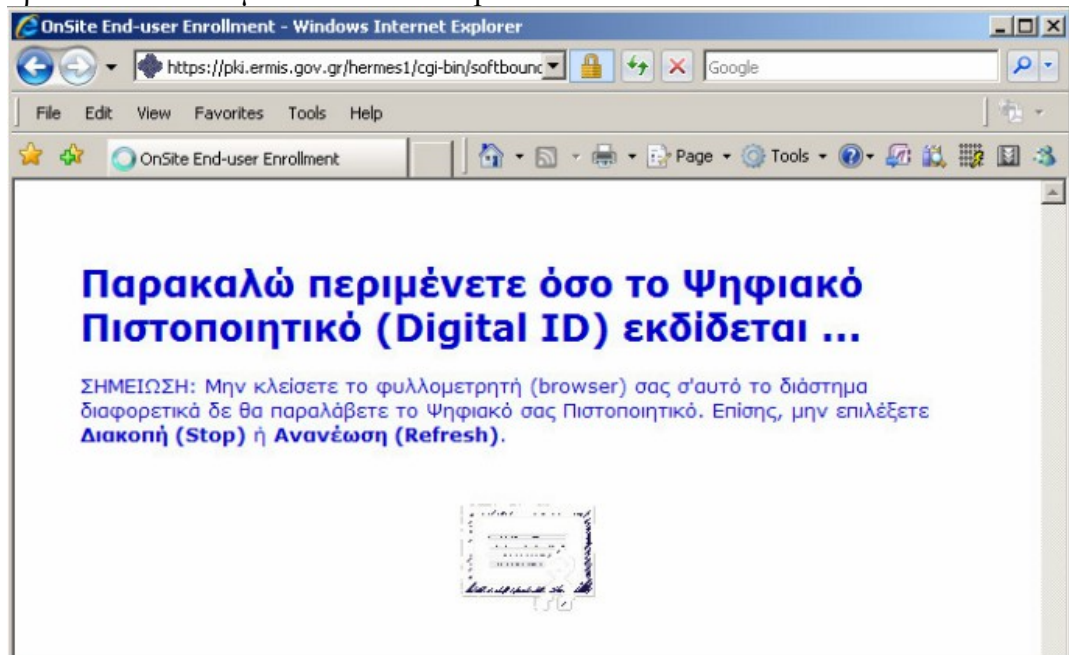 OnSite End-user Enrollment - Windows Internet Explorer
https://pki.ermis.gov.gr/hermes1/cgi-bin/softbound
Google
File Edit View Favorites Tools Help
OnSite End-user Enrollment
Page Tools
Παρακαλώ περιμένετε όσο το Ψηφιακό
Πιστοποιητικό (Digital ID) εκδίδεται ...
ΣΗΜΕΙΩΣΗ: Μην κλείσετε το φυλλομετρητή (browser) σας σ'αυτό το διάστημα
διαφορετικά δε θα παραλάβετε το Ψηφιακό σας Πιστοποιητικό. Επίσης, μην επιλέξετε
Διακοπή (Stop) ή Ανανέωση (Refresh).